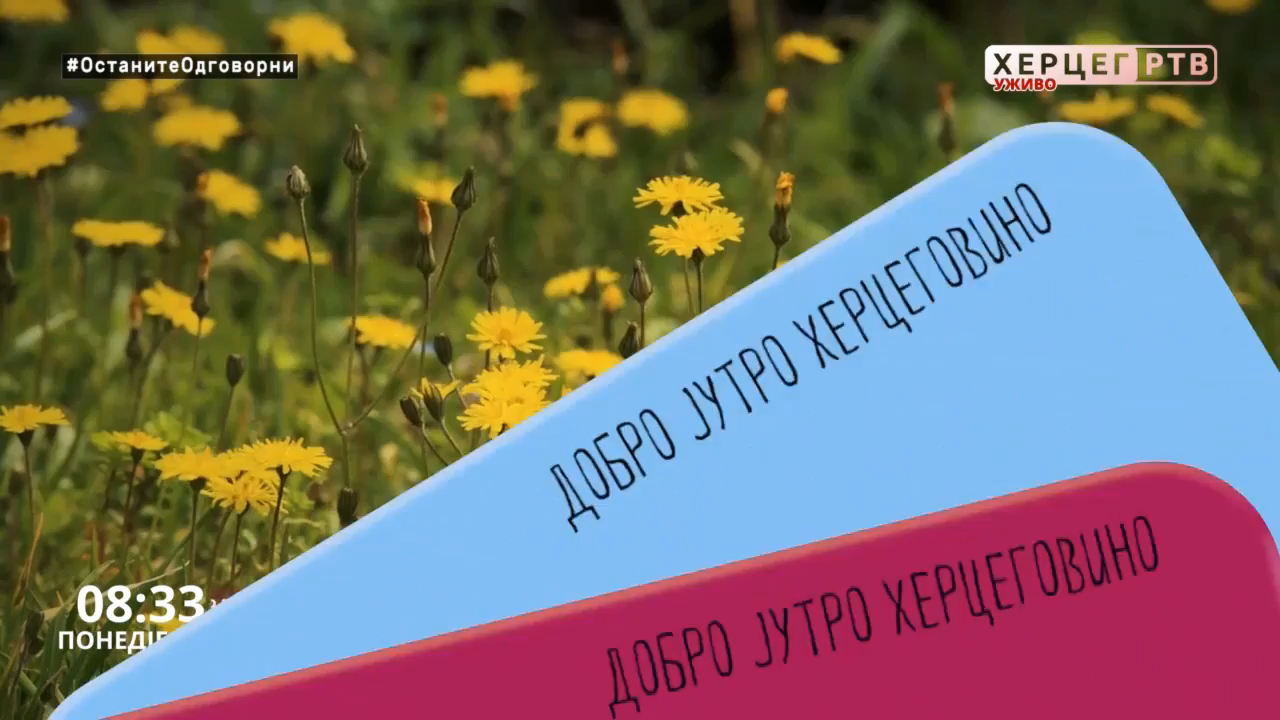 #ОстанитеОдговорни
ХЕРЦЕГ РТВ
УЖИВО
ДОБРО ЈУТРО ХЕРЦЕГОВИНО
ДОБРО ЈУТРО ХЕРЦЕГОВИНО
08:33